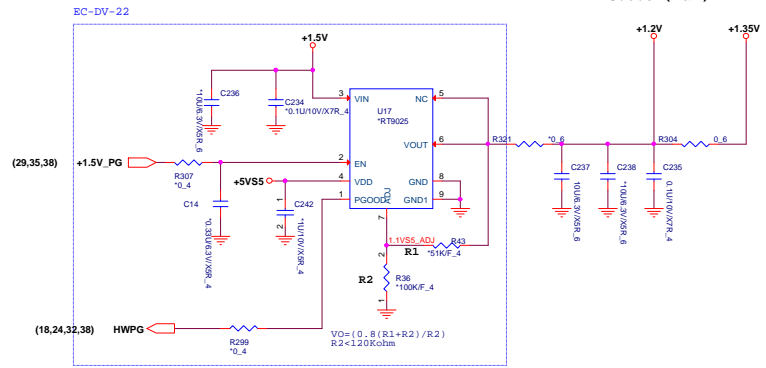 EC-DV-22
+1.5V
+1.2V
+1.35V
C236
*10U/6.3V/X5R_6
C234
*0.1U/10V/X7R_4
3
VIN
U17
*RT9025
NC
5
VOUT
6
R321
*0_6
R304
0_6
(29,35,38)
+1.5V_PG
R307
*0_4
2
EN
4
VDD
1
PGOOD
ADJ
GND
8
GND1
9
+5VS5
C14
*0.33U/6.3V/X5R_4
1
C242
2
*1U/10V/X5R_4
C237
10U/6.3V/X5R_6
C238
*10U/6.3V/X5R_6
C235
0.1U/10V/X7R_4
7
1.1VS5_ADJ
R1
R43
*51K/F_4
2
R2
R36
*100K/F_4
1
(18,24,32,38)
HWPG
R299
*0_4
VO=(0.8(R1+R2)/R2)
R2<120Kohm